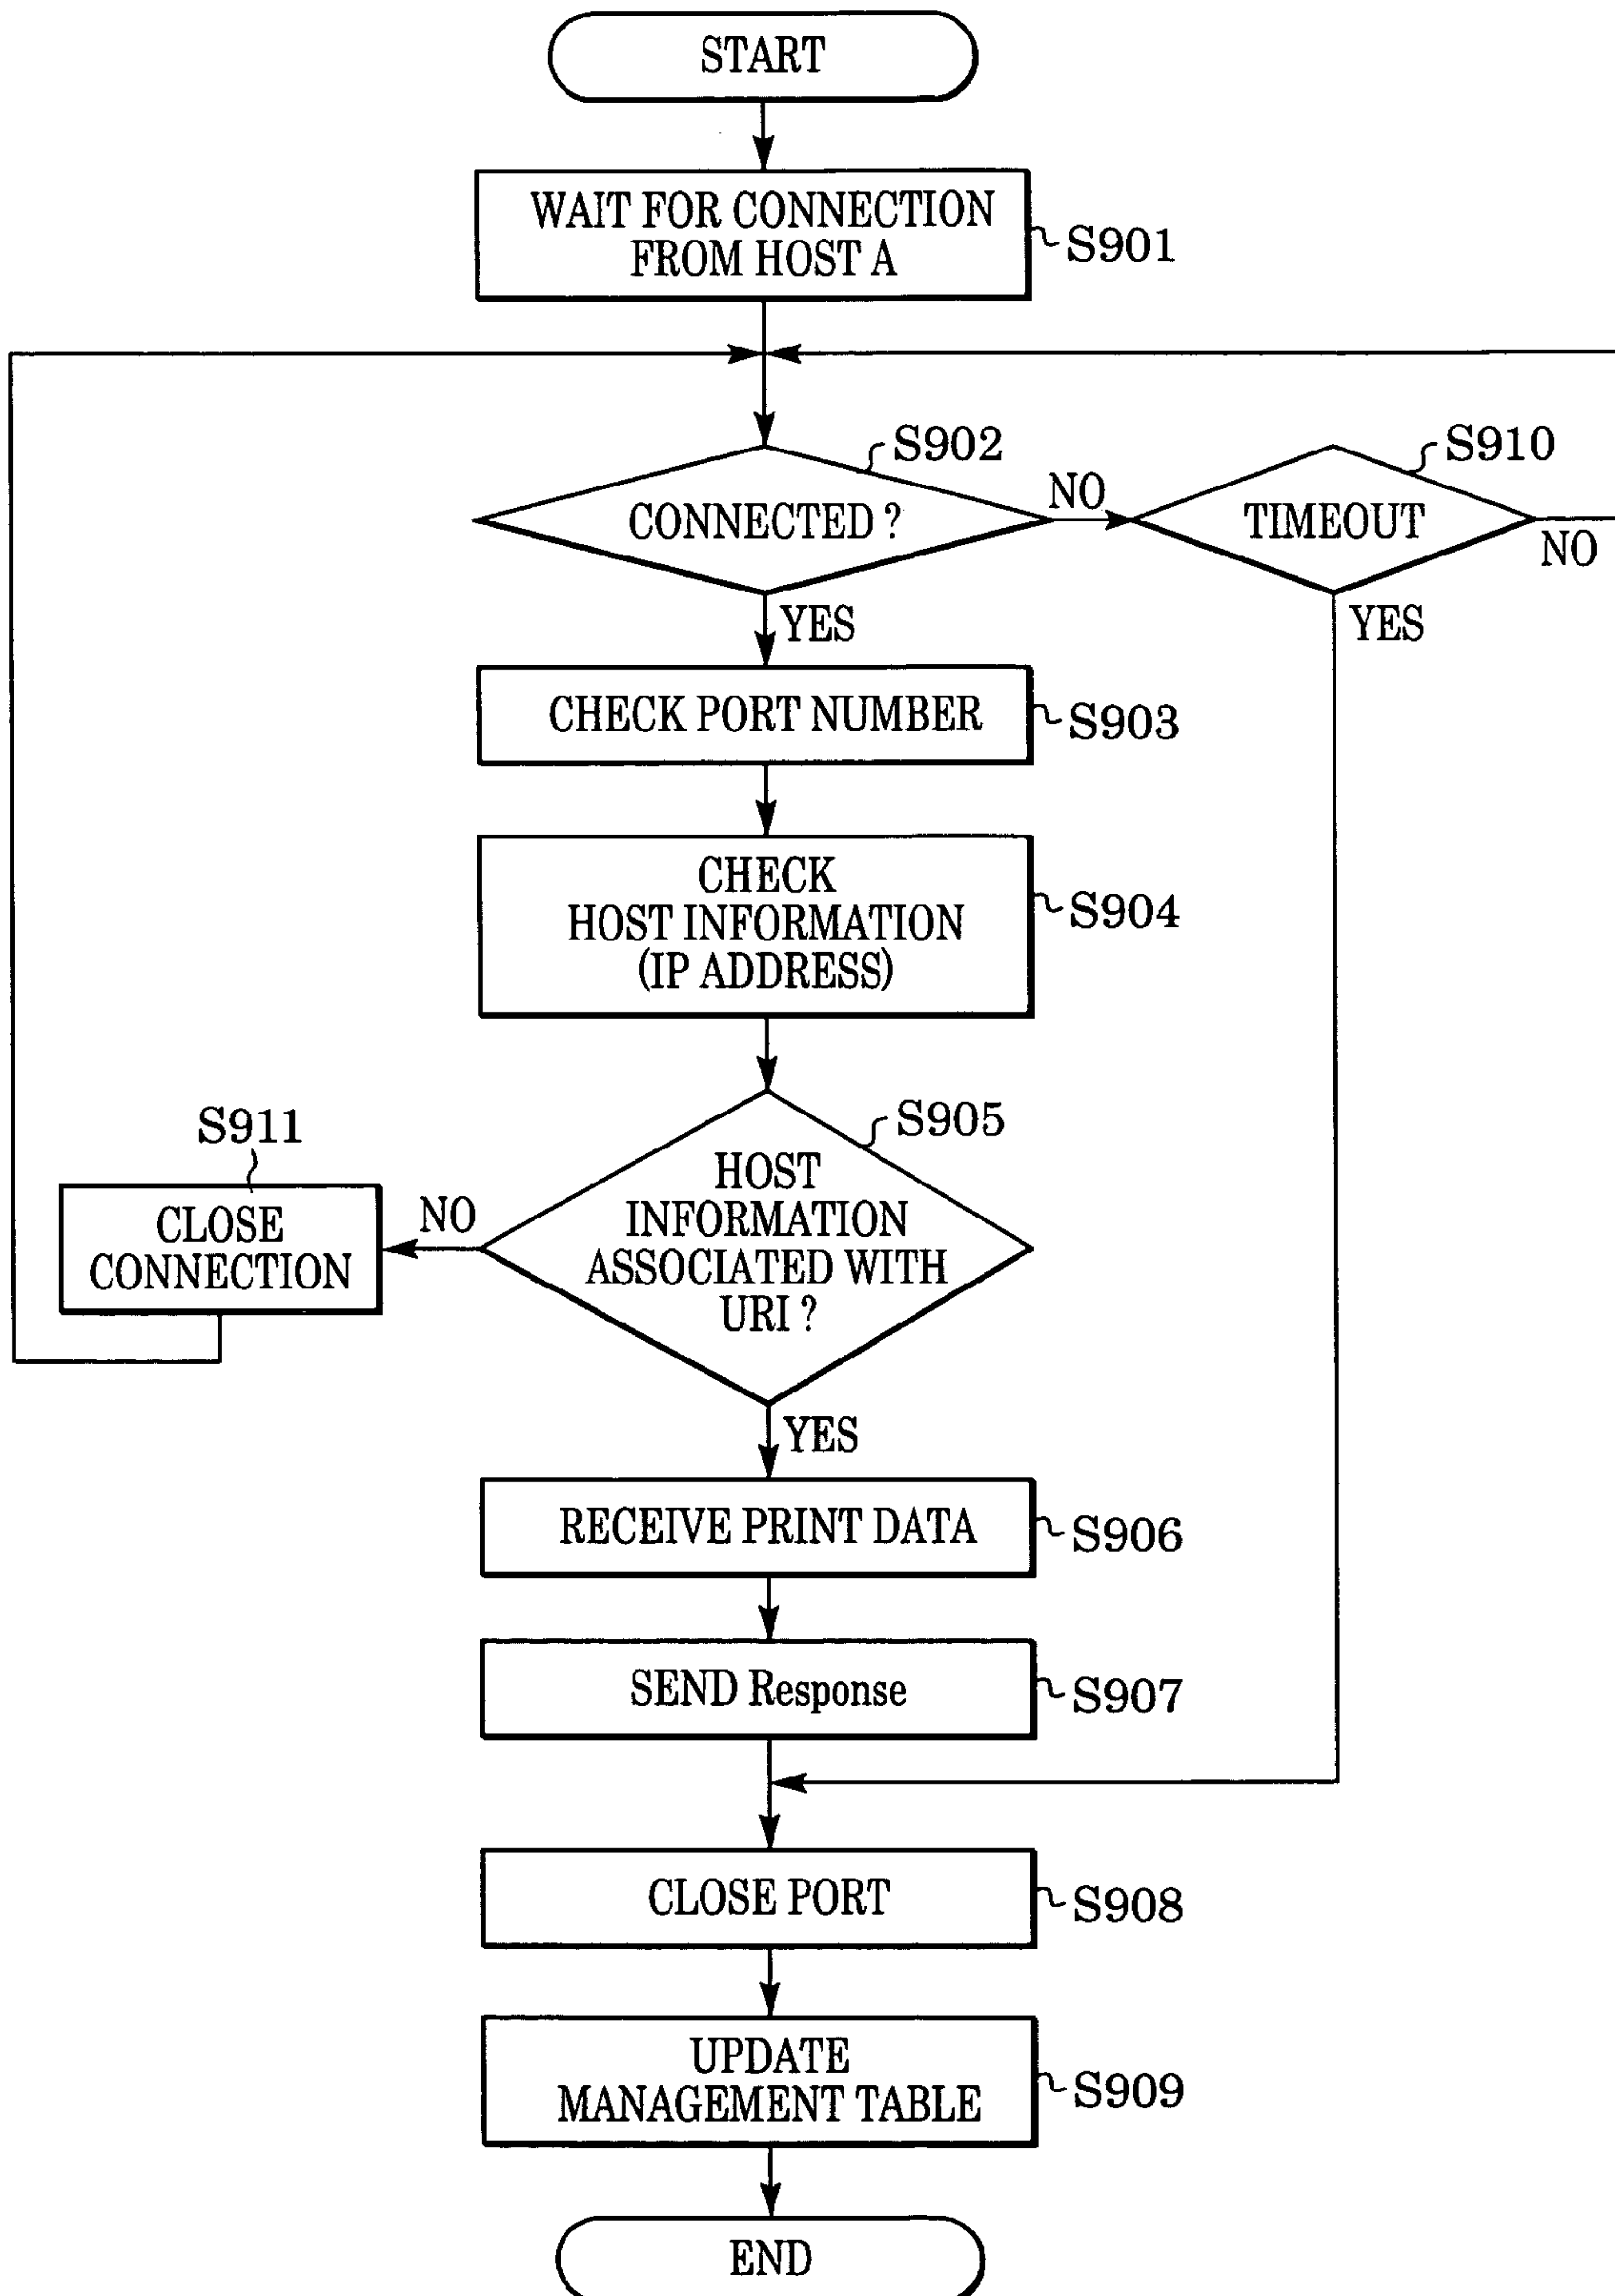 START
WAIT FOR CONNECTION
FROM HOST A
S901
S902
S910
CONNECTED ?
NO
TIMEOUT
NO
YES
YES
CHECK PORT NUMBER
S903
CHECK
HOST INFORMATION
(IP ADDRESS)
S904
S911
S905
CLOSE
CONNECTION
NO
HOST
INFORMATION
ASSOCIATED WITH
URI ?
YES
RECEIVE PRINT DATA
S906
SEND Response
S907
CLOSE PORT
S908
UPDATE
MANAGEMENT TABLE
S909
END